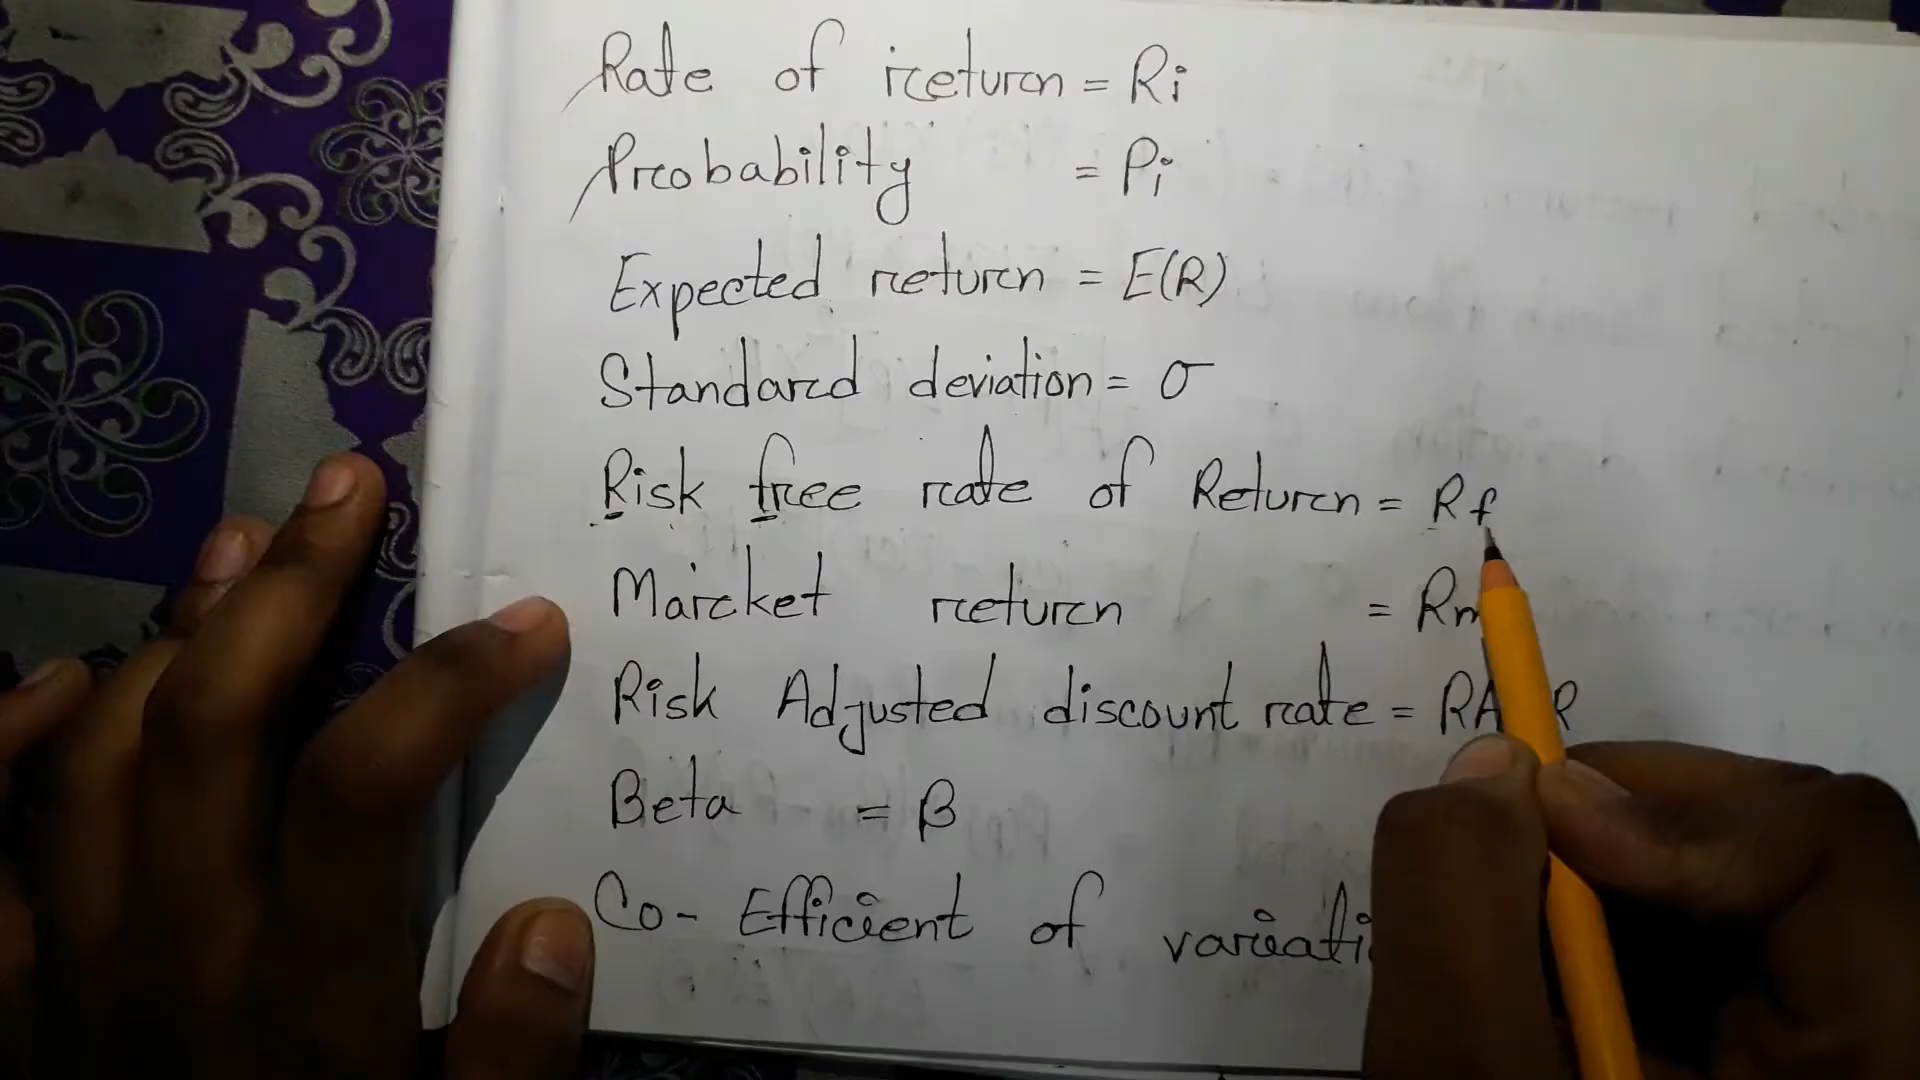 Rate of return = Ri
Probability = Pi
Expected return = E(R)
Standard deviation = σ
Risk free rate of Return = Rf
Market return = Rm
Risk Adjusted discount rate =
Beta = β
Co-Efficient of